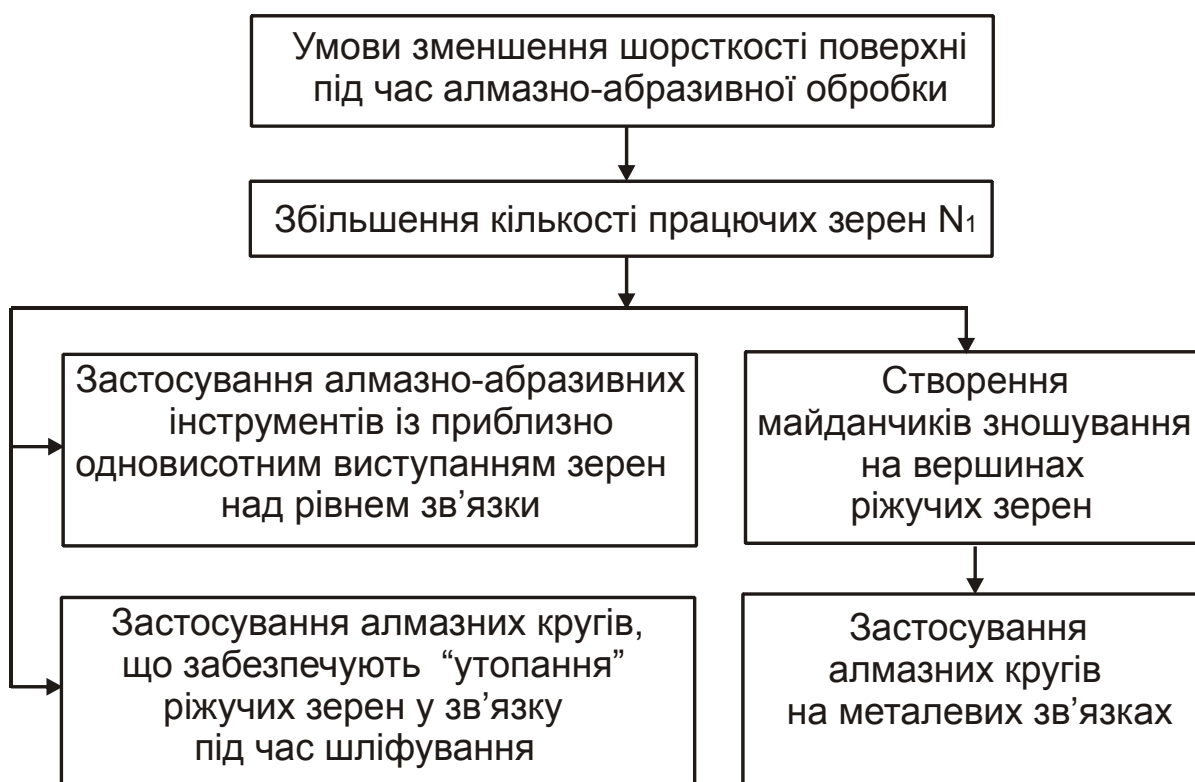 Умови зменшення шорсткості поверхні
під час алмазно-абразивної обробки
Збільшення кількості працюючих зерен N1
Застосування алмазно-абразивних
інструментів із приблизно
одновисотним виступанням зерен
над рівнем зв’язки
Створення
майданчиків зношування
на вершинах
ріжучих зерен
Застосування алмазних кругів,
що забезпечують “утопання”
ріжучих зерен у зв’язку
під час шліфування
Застосування
алмазних кругів
на металевих зв’язках